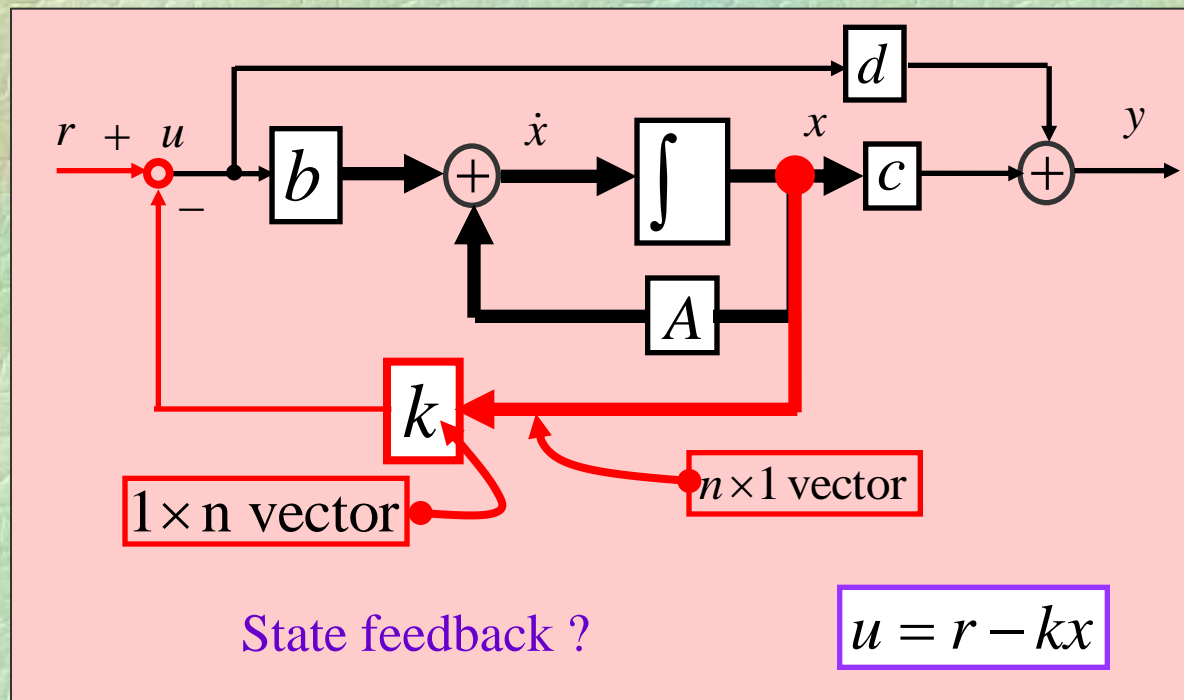 d
r + u
ẋ
x
y
b
+
∫
c
+
−
A
k
n×1 vector
1×n vector
State feedback ?
u = r − kx